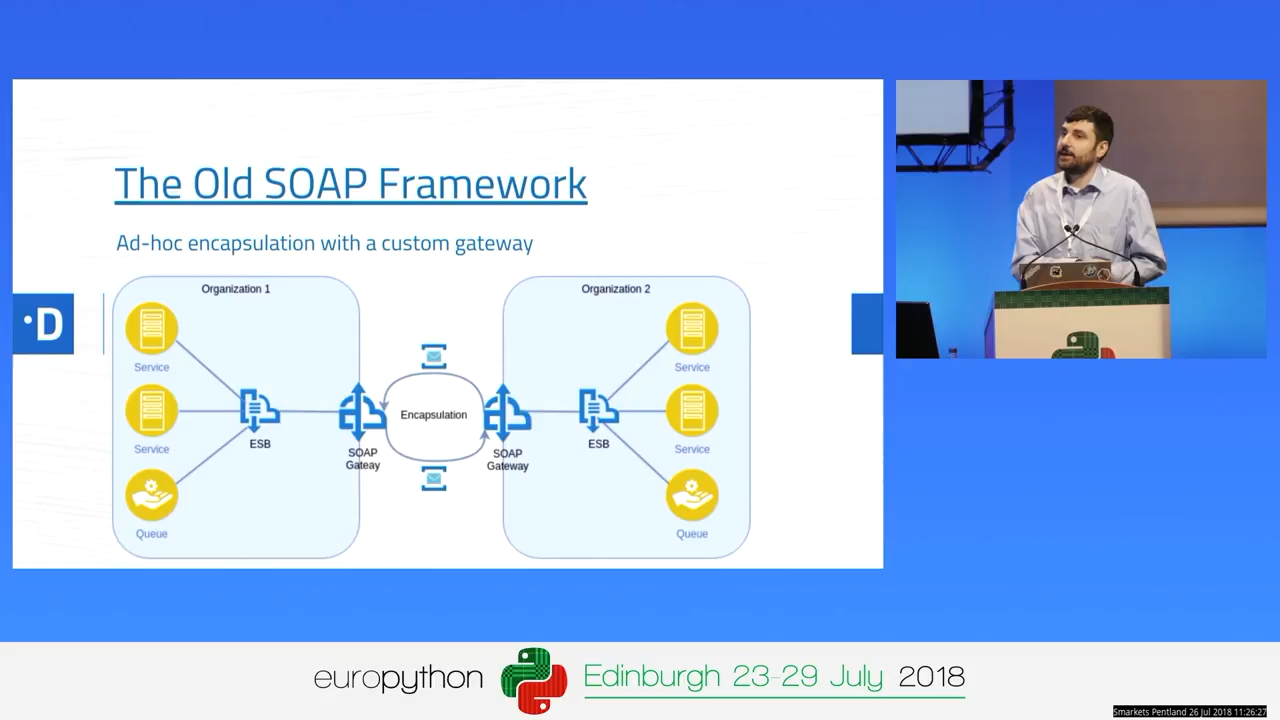 The Old SOAP Framework
Ad-hoc encapsulation with a custom gateway
Organization 1
Organization 2
Service
Service
Encapsulation
Service
Service
ESB
ESB
SOAP
Gateay
SOAP
Gateway
Queue
Queue
·D
europython
Edinburgh 23-29 July 2018
Smarkets Pentland 26 Jul 2018 11:26:27